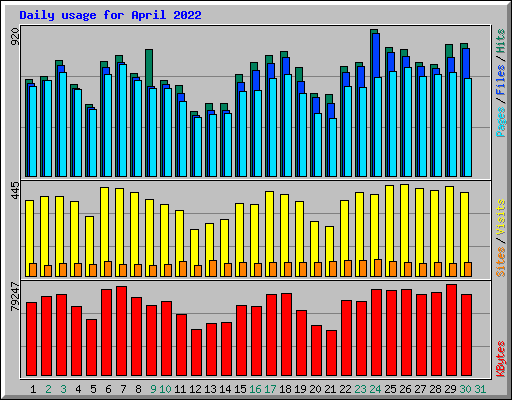 Daily usage for April 2022
920
Pages / Files / Hits
445
Sites / Visits
79247
KBytes
1 2 3 4 5 6 7 8 9 10 11 12 13 14 15 16 17 18 19 20 21 22 23 24 25 26 27 28 29 30 31